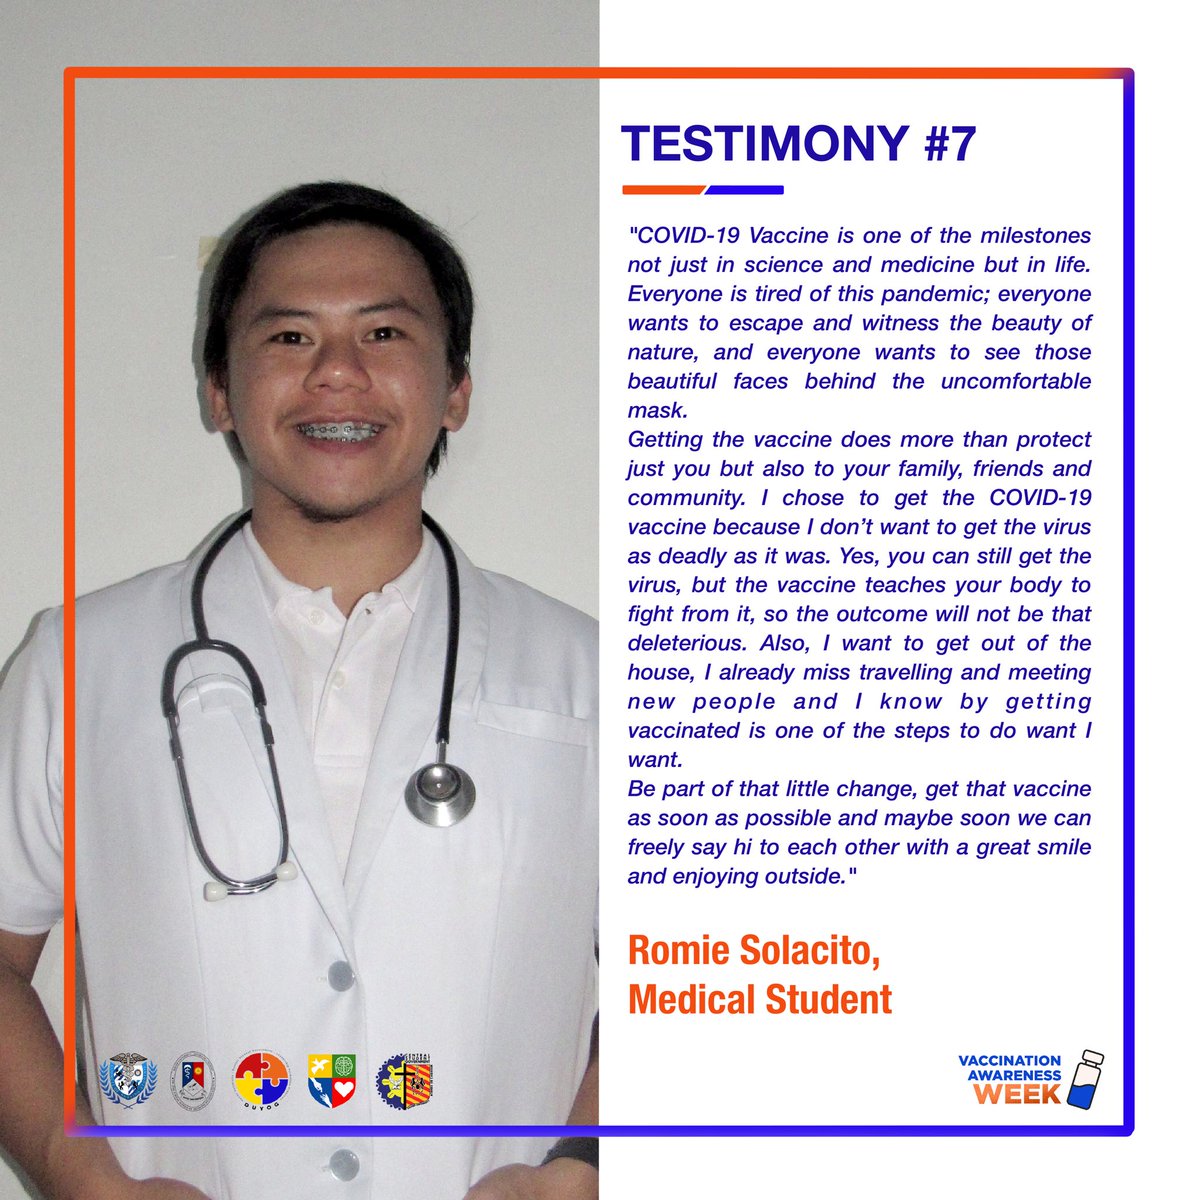 TESTIMONY #7
"COVID-19 Vaccine is one of the milestones
not just in science and medicine but in life.
Everyone is tired of this pandemic; everyone
wants to escape and witness the beauty of
nature, and everyone wants to see those
beautiful faces behind the uncomfortable
mask.
Getting the vaccine does more than protect
just you but also to your family, friends and
community. I chose to get the COVID-19
vaccine because I don’t want to get the virus
as deadly as it was. Yes, you can still get the
virus, but the vaccine teaches your body to
fight from it, so the outcome will not be that
deleterious. Also, I want to get out of the
house, I already miss travelling and meeting
new people and I know by getting
vaccinated is one of the steps to do want I
want.
Be part of that little change, get that vaccine
as soon as possible and maybe soon we can
freely say hi to each other with a great smile
and enjoying outside."
Romie Solacito,
Medical Student
DUYOG
VACCINATION
AWARENESS
WEEK